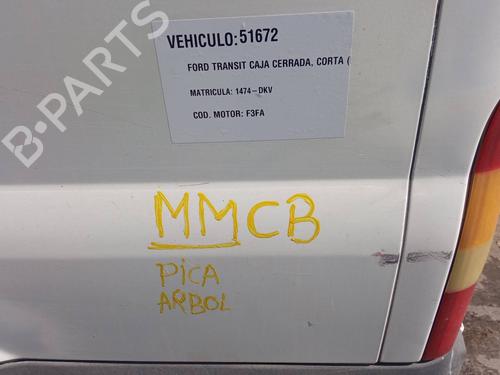 B-PARTS
VEHICULO:51672
FORD TRANSIT CAJA CERRADA, CORTA (
MATRICULA: 1474-DKV
COD. MOTOR: F3FA
MMCB
PICA
ARBOL